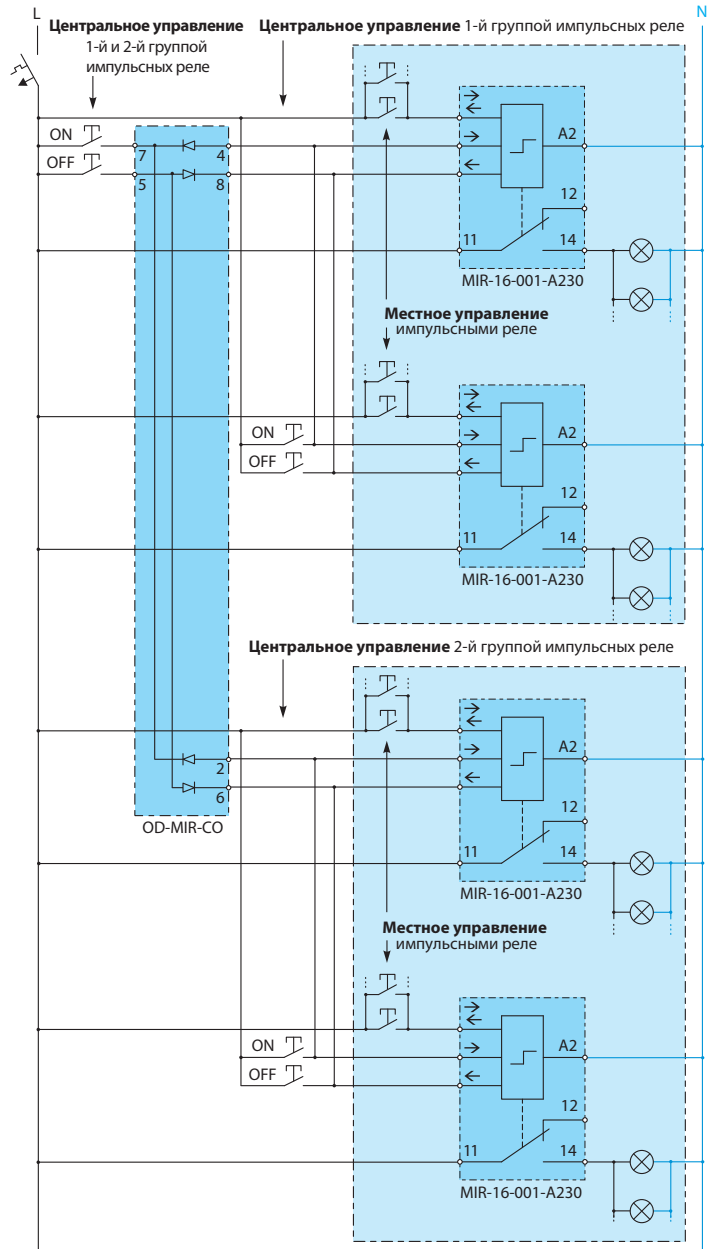 L
N
Центральное управление
1-й и 2-й группой
импульсных реле
Центральное управление 1-й группой импульсных реле
ON
OFF
7
4
5
8
A2
12
11
14
MIR-16-001-A230
Местное управление
импульсными реле
ON
OFF
A2
12
11
14
MIR-16-001-A230
Центральное управление 2-й группой импульсных реле
2
6
OD-MIR-CO
A2
12
11
14
MIR-16-001-A230
Местное управление
импульсными реле
ON
OFF
A2
12
11
14
MIR-16-001-A230